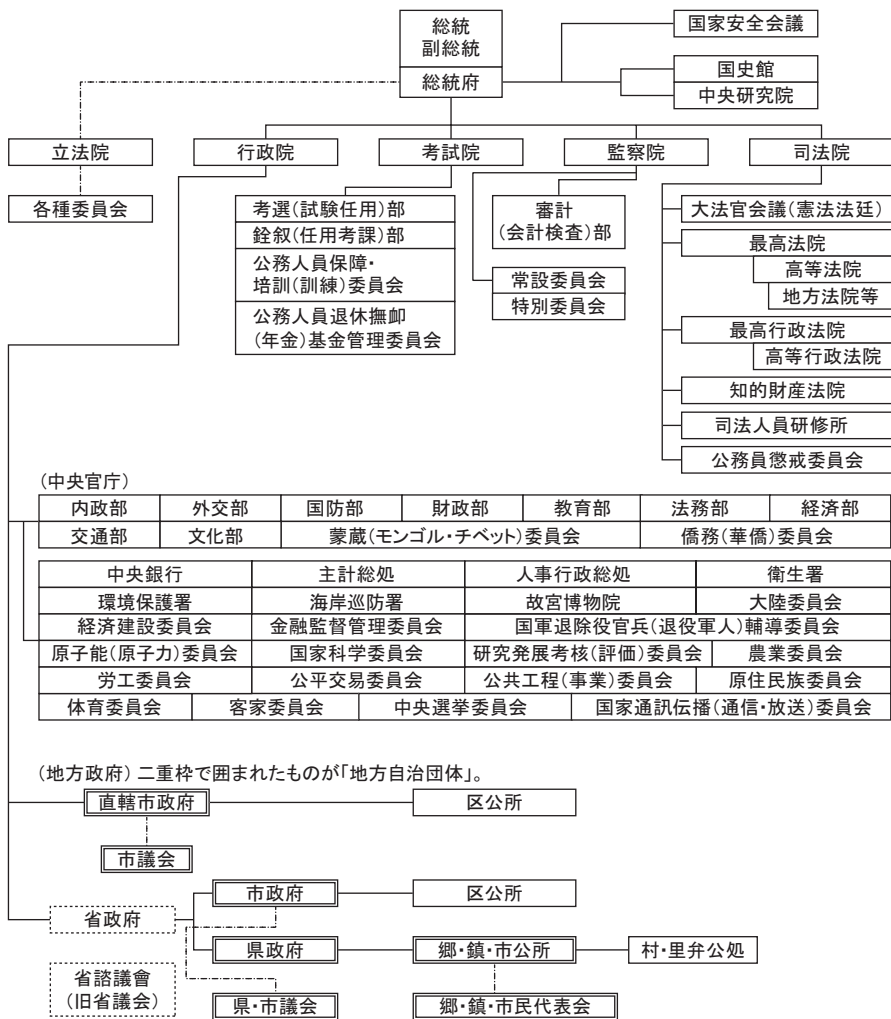 総統
副総統
総統府
国家安全会議
国史館
中央研究院
立法院
行政院
考試院
監察院
司法院
各種委員会
考選(試験任用)部
銓叙(任用考課)部
公務人員保障・
培訓(訓練)委員会
公務人員退休撫卹
(年金)基金管理委員会
審計
(会計検査)部
常設委員会
特別委員会
大法官会議(憲法法廷)
最高法院
高等法院
地方法院等
最高行政法院
高等行政法院
知的財産法院
司法人員研修所
公務員懲戒委員会
(中央官庁)
内政部 外交部 国防部 財政部 教育部 法務部 経済部
交通部 文化部 蒙蔵(モンゴル・チベット)委員会 僑務(華僑)委員会
中央銀行 主計総処 人事行政総処 衛生署
環境保護署 海岸巡防署 故宮博物院 大陸委員会
経済建設委員会 金融監督管理委員会 国軍退除役官兵(退役軍人)輔導委員会
原子能(原子力)委員会 国家科学委員会 研究発展考核(評価)委員会 農業委員会
労工委員会 公平交易委員会 公共工程(事業)委員会 原住民族委員会
体育委員会 客家委員会 中央選挙委員会 国家通訊伝播(通信・放送)委員会
(地方政府) 二重枠で囲まれたものが「地方自治団体」。
直轄市政府 区公所
市議会
市政府 区公所
省政府
県政府 郷・鎮・市公所 村・里弁公処
省諮議會
(旧省議会)
県・市議会 郷・鎮・市民代表会